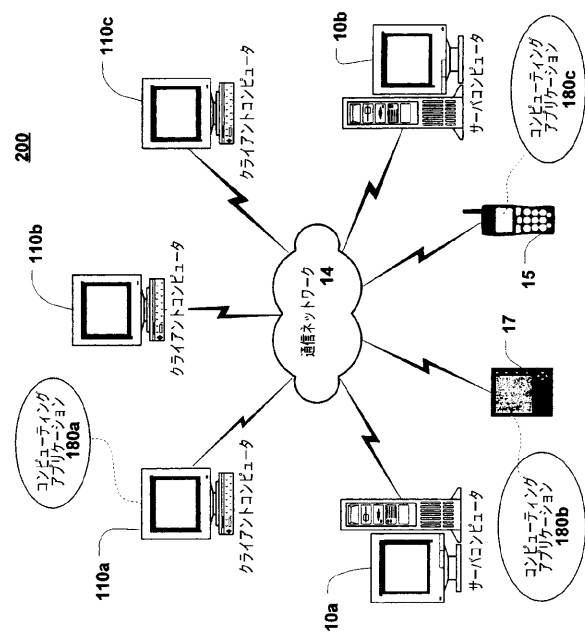 200
110a
クライアントコンピュータ
コンピューティング
アプリケーション
180a
110b
クライアントコンピュータ
110c
クライアントコンピュータ
通信ネットワーク
14
10a
サーバコンピュータ
コンピューティング
アプリケーション
180b
17
15
コンピューティング
アプリケーション
180c
10b
サーバコンピュータ